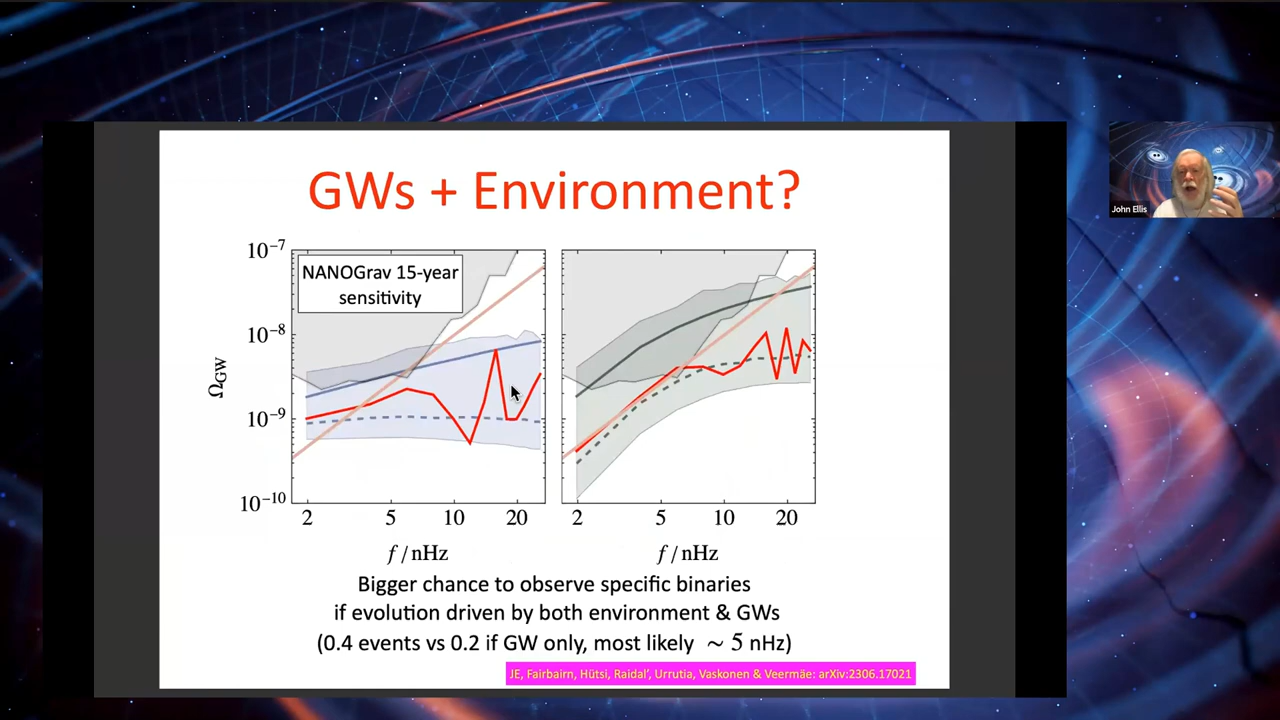 GWs + Environment?
10−7
10−8
10−9
10−10
ΩGW
NANOGrav 15-year
sensitivity
2 5 10 20
2 5 10 20
f / nHz
f / nHz
Bigger chance to observe specific binaries
if evolution driven by both environment & GWs
(0.4 events vs 0.2 if GW only, most likely ∼ 5 nHz)
JE, Fairbairn, Hütsi, Raidal², Urrutia, Vaskonen & Veermäe: arXiv:2306.17021
John Ellis